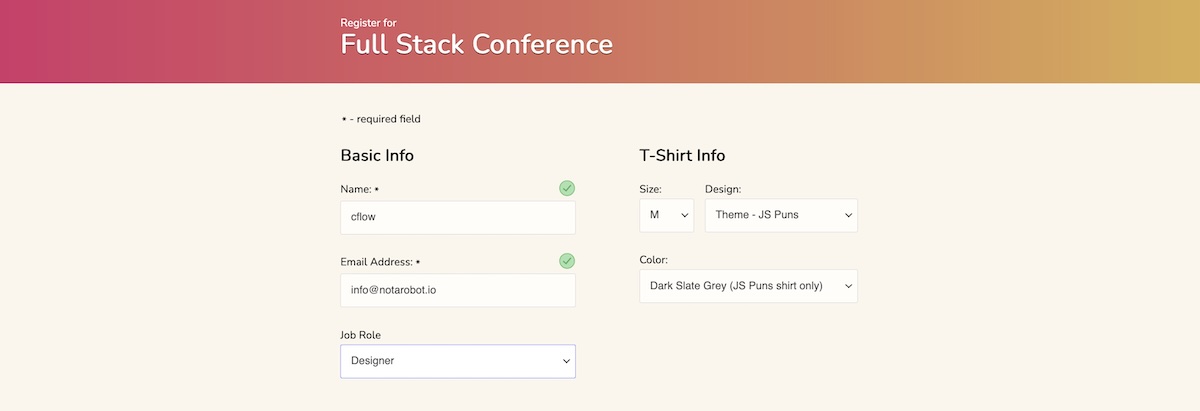 Register for
Full Stack Conference
* - required field
Basic Info
Name: *
cflow
Email Address: *
info@notarobot.io
Job Role
Designer
T-Shirt Info
Size:
M
Design:
Theme - JS Puns
Color:
Dark Slate Grey (JS Puns shirt only)